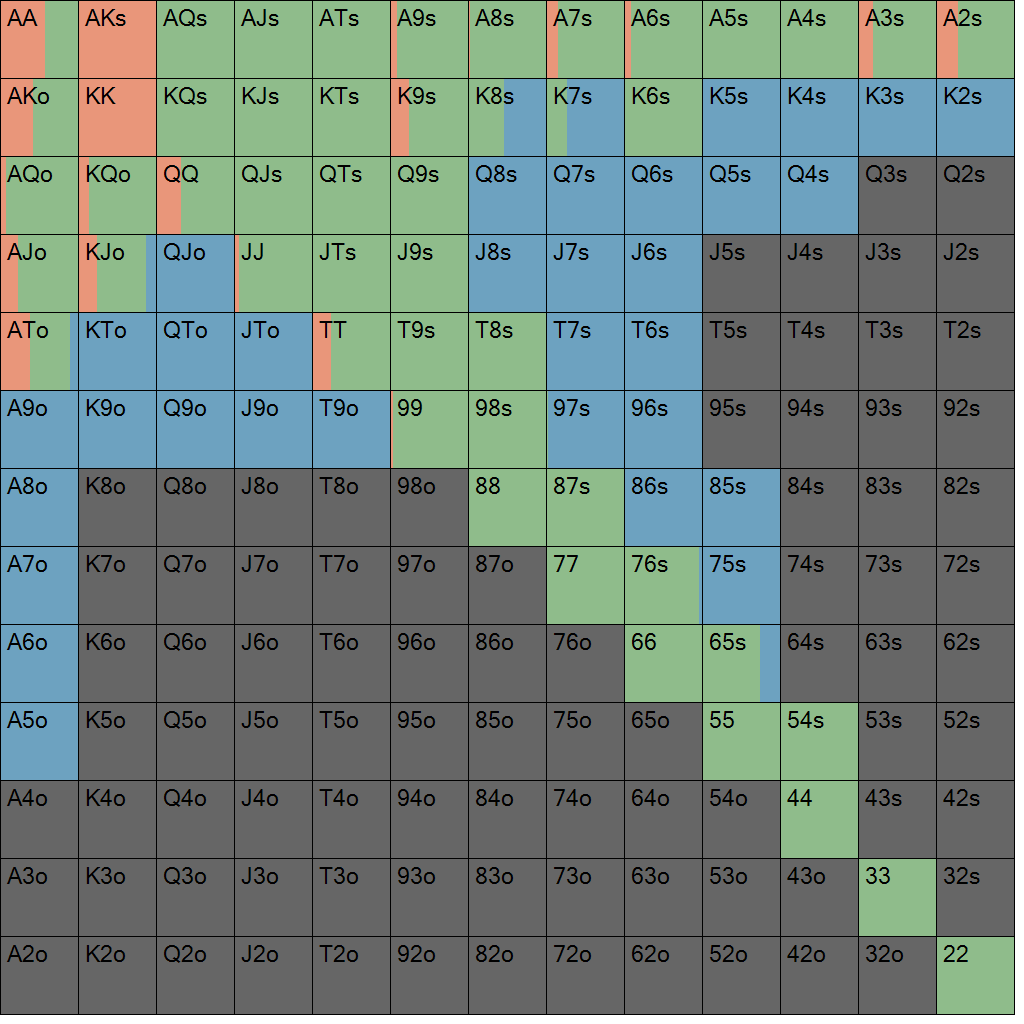 AA AKs AQs AJs ATs A9s A8s A7s A6s A5s A4s A3s A2s
AKo KK KQs KJs KTs K9s K8s K7s K6s K5s K4s K3s K2s
AQo KQo QQ QJs QTs Q9s Q8s Q7s Q6s Q5s Q4s Q3s Q2s
AJo KJo QJo JJ JTs J9s J8s J7s J6s J5s J4s J3s J2s
ATo KTo QTo JTo TT T9s T8s T7s T6s T5s T4s T3s T2s
A9o K9o Q9o J9o T9o 99 98s 97s 96s 95s 94s 93s 92s
A8o K8o Q8o J8o T8o 98o 88 87s 86s 85s 84s 83s 82s
A7o K7o Q7o J7o T7o 97o 87o 77 76s 75s 74s 73s 72s
A6o K6o Q6o J6o T6o 96o 86o 76o 66 65s 64s 63s 62s
A5o K5o Q5o J5o T5o 95o 85o 75o 65o 55 54s 53s 52s
A4o K4o Q4o J4o T4o 94o 84o 74o 64o 54o 44 43s 42s
A3o K3o Q3o J3o T3o 93o 83o 73o 63o 53o 43o 33 32s
A2o K2o Q2o J2o T2o 92o 82o 72o 62o 52o 42o 32o 22